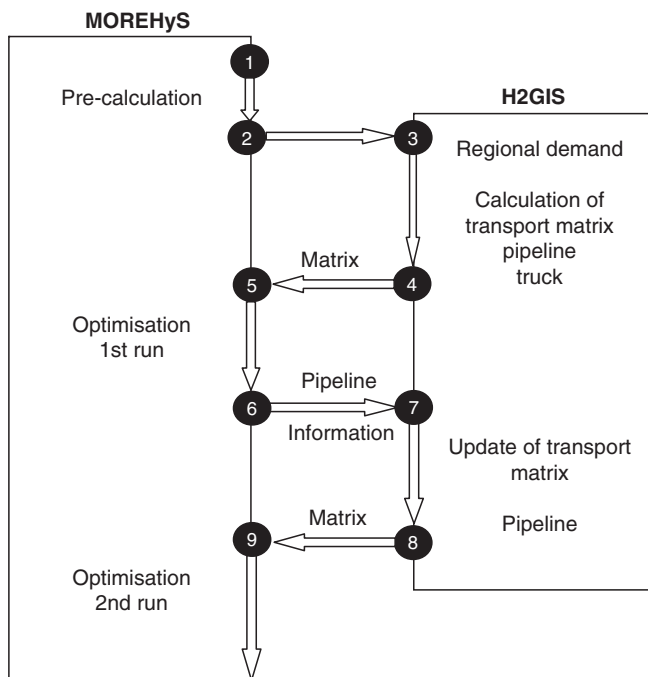 MOREHyS
1
Pre-calculation
H2GIS
2
3
Regional demand
Calculation of
transport matrix
pipeline
truck
Matrix
5
4
Optimisation
1st run
Pipeline
6
7
Information
Update of transport
matrix
Matrix
Pipeline
9
8
Optimisation
2nd run